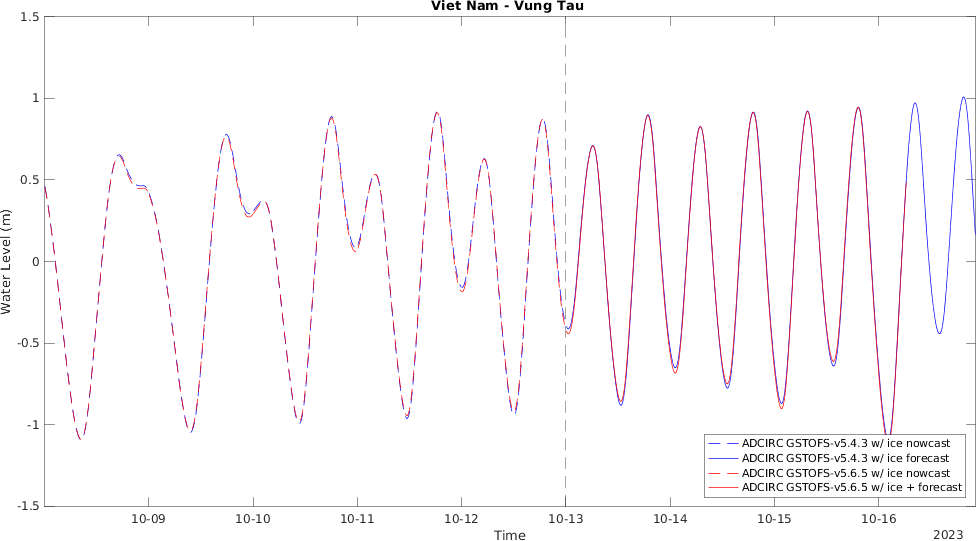 Viet Nam - Vung Tau
1.5
1
0.5
0
-0.5
-1
-1.5
Water Level (m)
10-09
10-10
10-11
10-12
10-13
10-14
10-15
10-16
Time
2023
ADCIRC GSTOFS-v5.4.3 w/ ice nowcast
ADCIRC GSTOFS-v5.4.3 w/ ice forecast
ADCIRC GSTOFS-v5.6.5 w/ ice nowcast
ADCIRC GSTOFS-v5.6.5 w/ ice + forecast